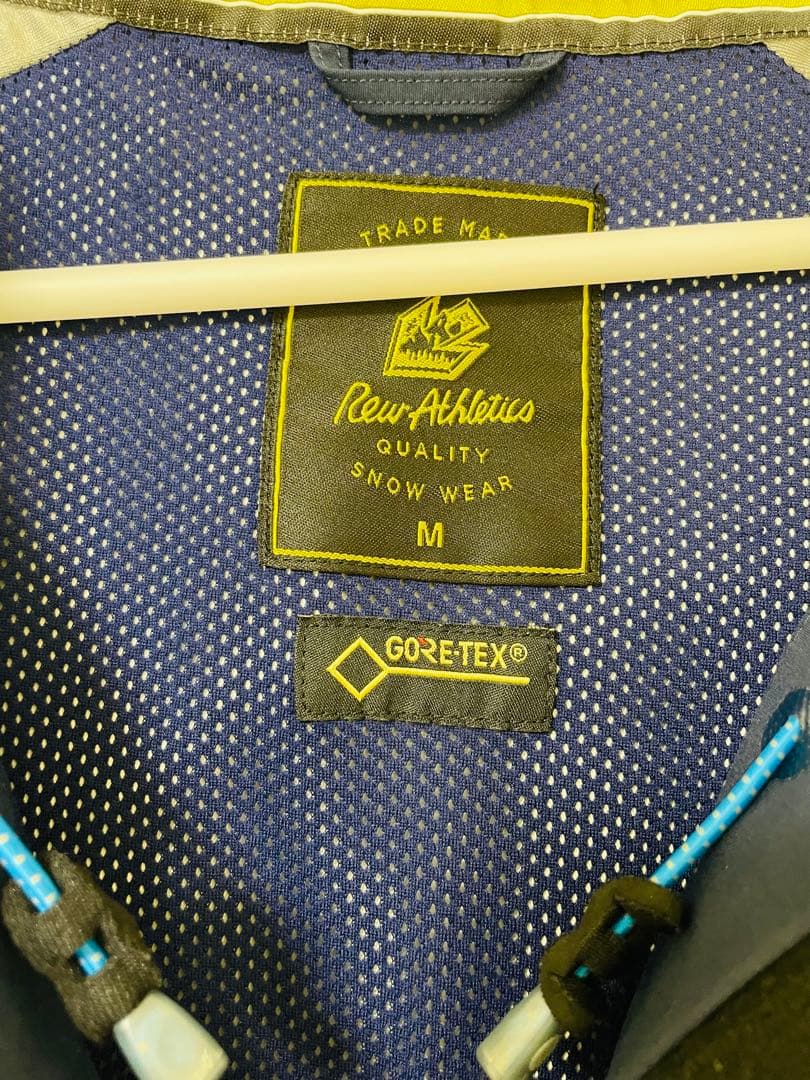 TRADE
Rew-Athletics
QUALITY
SNOW WEAR
M
GORE-TEX®